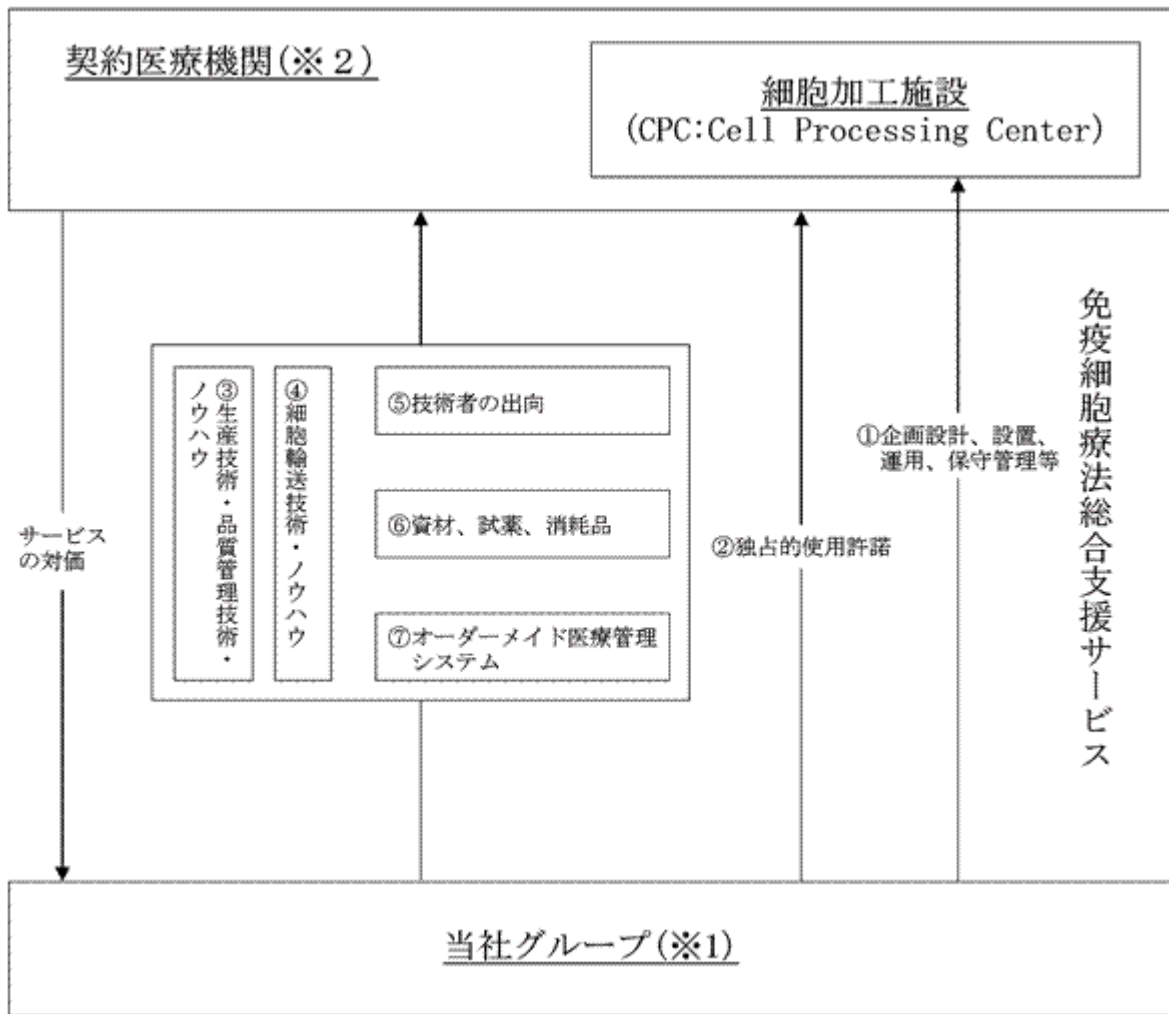 契約医療機関(※２)
細胞加工施設
(CPC:Cell Processing Center)
免疫細胞療法総合支援サービス
①企画設計、設置、
運用、保守管理等
②独占的使用許諾
③生産技術・品質管理技術・
ノウハウ
④細胞輸送技術・ノウハウ
⑤技術者の出向
⑥資材、試薬、消耗品
⑦オーダーメイド医療管理
システム
サービス
の対価
当社グループ(※1)